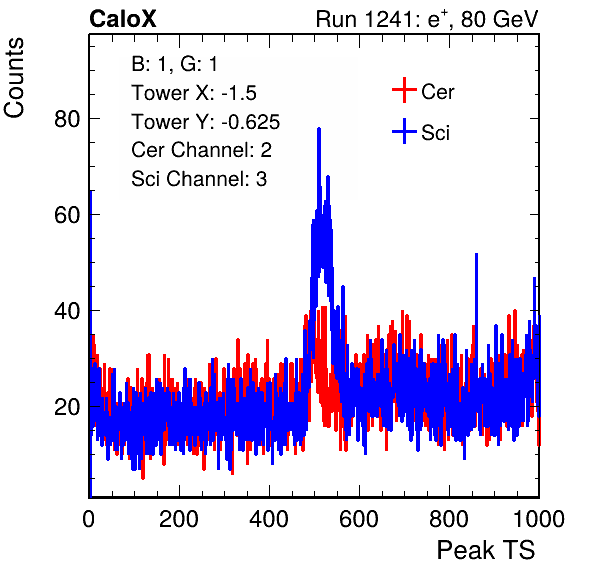 CaloX Run 1241: e⁺, 80 GeV
Counts
B: 1, G: 1
Tower X: -1.5
Tower Y: -0.625
Cer Channel: 2
Sci Channel: 3
Cer
Sci
80
60
40
20
0 200 400 600 800 1000
Peak TS